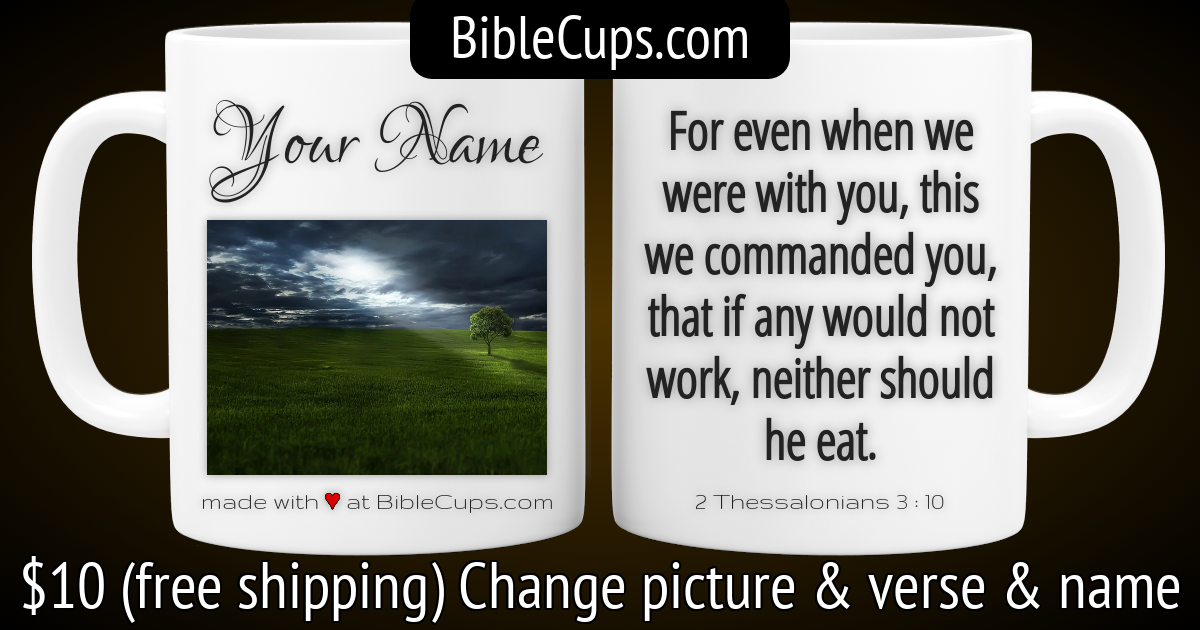 BibleCups.com
Your Name
made with ♥ at BibleCups.com
For even when we
were with you, this
we commanded you,
that if any would not
work, neither should
he eat.
2 Thessalonians 3 : 10
$10 (free shipping) Change picture & verse & name